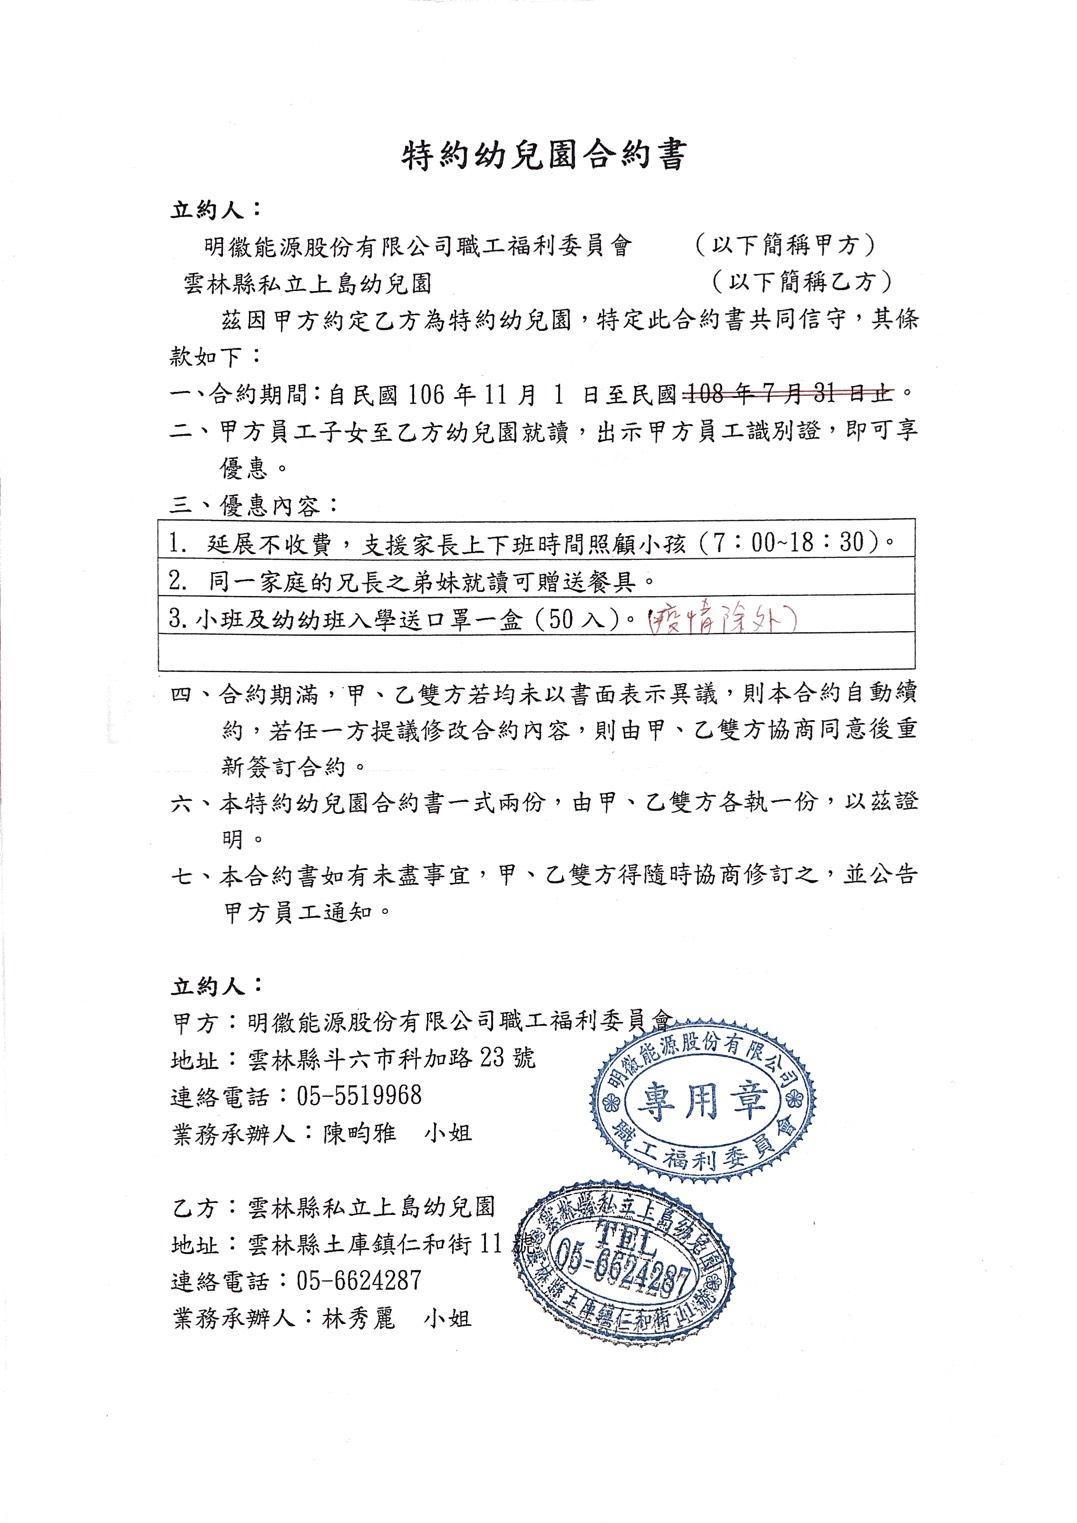 特約幼兒園合約書
立約人：
明徽能源股份有限公司職工福利委員會 （以下簡稱甲方）
雲林縣私立上島幼兒園 （以下簡稱乙方）
茲因甲方約定乙方為特約幼兒園，特定此合約書共同信守，其條
款如下：
一、合約期間：自民國 106 年 11 月 1 日至民國 108 年 7 月 31 日止。
二、甲方員工子女至乙方幼兒園就讀，出示甲方員工識別證，即可享
優惠。
三、優惠內容：
1. 延展不收費，支援家長上下班時間照顧小孩（7：00~18：30）。
2. 同一家庭的兄長之弟妹就讀可贈送餐具。
3. 小班及幼幼班入學送口罩一盒（50 入）。（疫情除外）
四、合約期滿，甲、乙雙方若均未以書面表示異議，則本合約自動續
約，若任一方提議修改合約內容，則由甲、乙雙方協商同意後重
新簽訂合約。
六、本特約幼兒園合約書一式兩份，由甲、乙雙方各執一份，以茲證
明。
七、本合約書如有未盡事宜，甲、乙雙方得隨時協商修訂之，並公告
甲方員工通知。
立約人：
甲方：明徽能源股份有限公司職工福利委員會
地址：雲林縣斗六市科加路 23 號
連絡電話：05-5519968
業務承辦人：陳昀雅 小姐
明徽能源股份有限公司
專用章
職工福利委員會
乙方：雲林縣私立上島幼兒園
地址：雲林縣土庫鎮仁和街 11 號
連絡電話：05-6624287
業務承辦人：林秀麗 小姐
雲林縣私立上島幼兒園
TEL
05-6624287
雲林縣土庫鎮仁和街11號